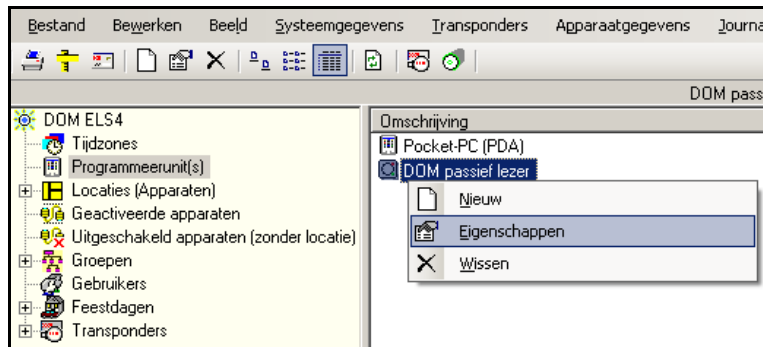 Bestand Bewerken Beeld Systeemgegevens Transponders Apparaatgegevens Journa
DOM pass
DOM ELS4
Tijdzones
Programmeerunit(s)
Locaties (Apparaten)
Geactiveerde apparaten
Uitgeschakeld apparaten (zonder locatie)
Groepen
Gebruikers
Feestdagen
Transponders
Omschrijving
Pocket-PC (PDA)
DOM passief lezer
Nieuw
Eigenschappen
Wissen